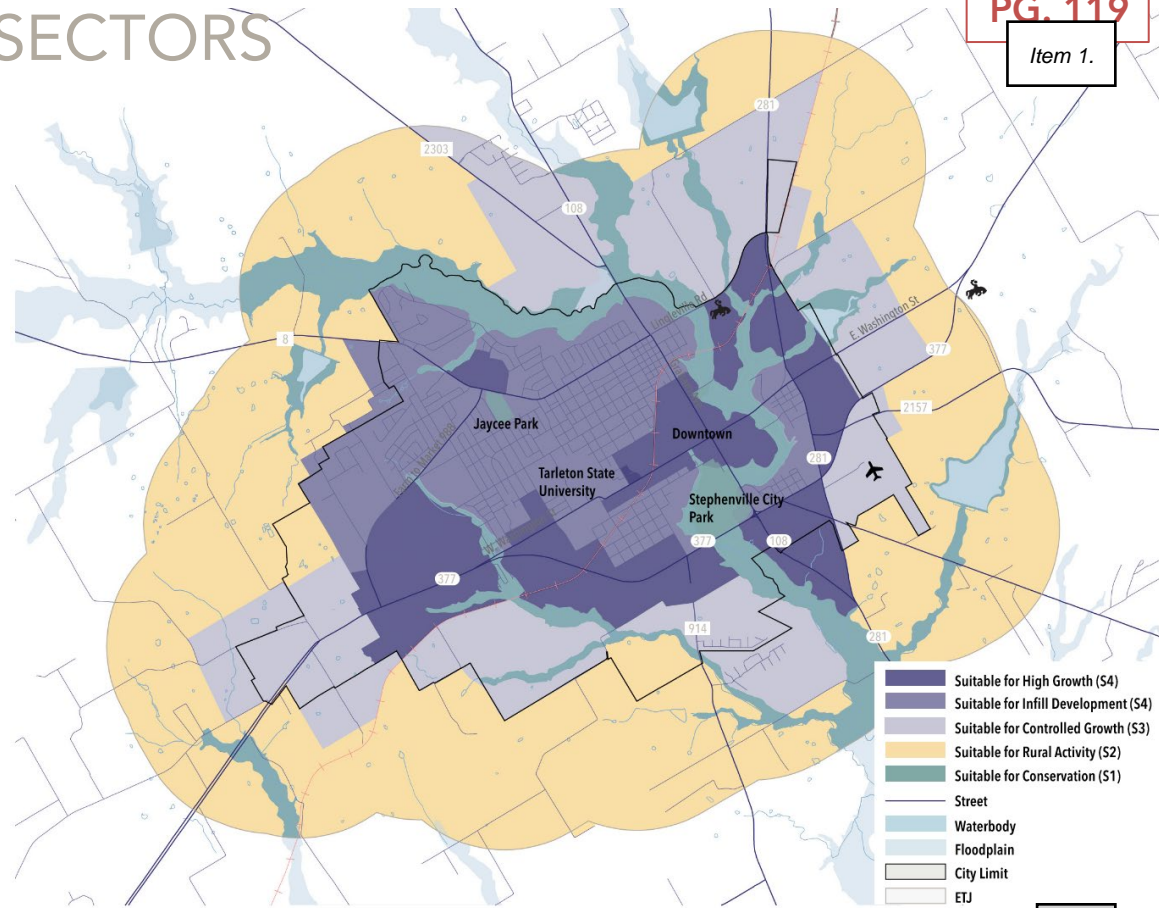 SECTORS
PG. 119
Item 1.
281
2303
108
Lingleville Rd
E. Washington St
8
377
2157
Jaycee Park
Downtown
281
Tarleton State
University
Stephenville City
Park
377
108
377
914
281
Suitable for High Growth (S4)
Suitable for Infill Development (S4)
Suitable for Controlled Growth (S3)
Suitable for Rural Activity (S2)
Suitable for Conservation (S1)
Street
Waterbody
Floodplain
City Limit
ETJ